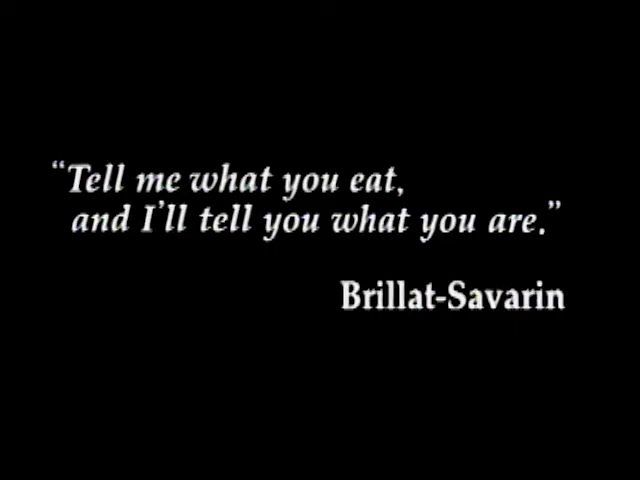 “Tell me what you eat,
and I’ll tell you what you are.”
Brillat-Savarin